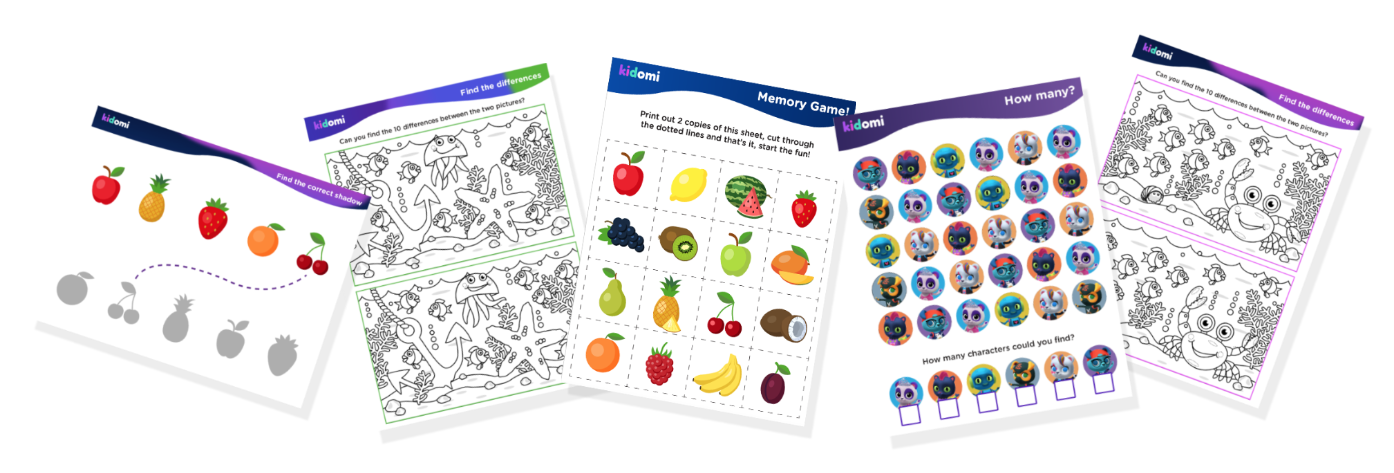 kidomi
Find the correct shadow
kidomi
Find the differences
Can you find the 10 differences between the two pictures?
kidomi
Memory Game!
Print out 2 copies of this sheet, cut through
the dotted lines and that's it, start the fun!
kidomi
How many?
How many characters could you find?
kidomi
Find the differences
Can you find the 10 differences between the two pictures?